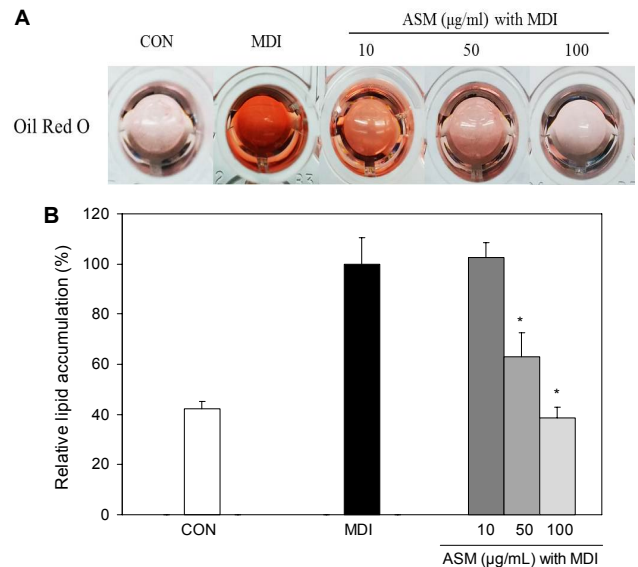 A
ASM (μg/ml) with MDI
CON MDI 10 50 100
Oil Red O
B
120
100
80
60
40
20
0
Relative lipid accumulation (%)
* 
*
CON MDI 10 50 100
ASM (μg/mL) with MDI